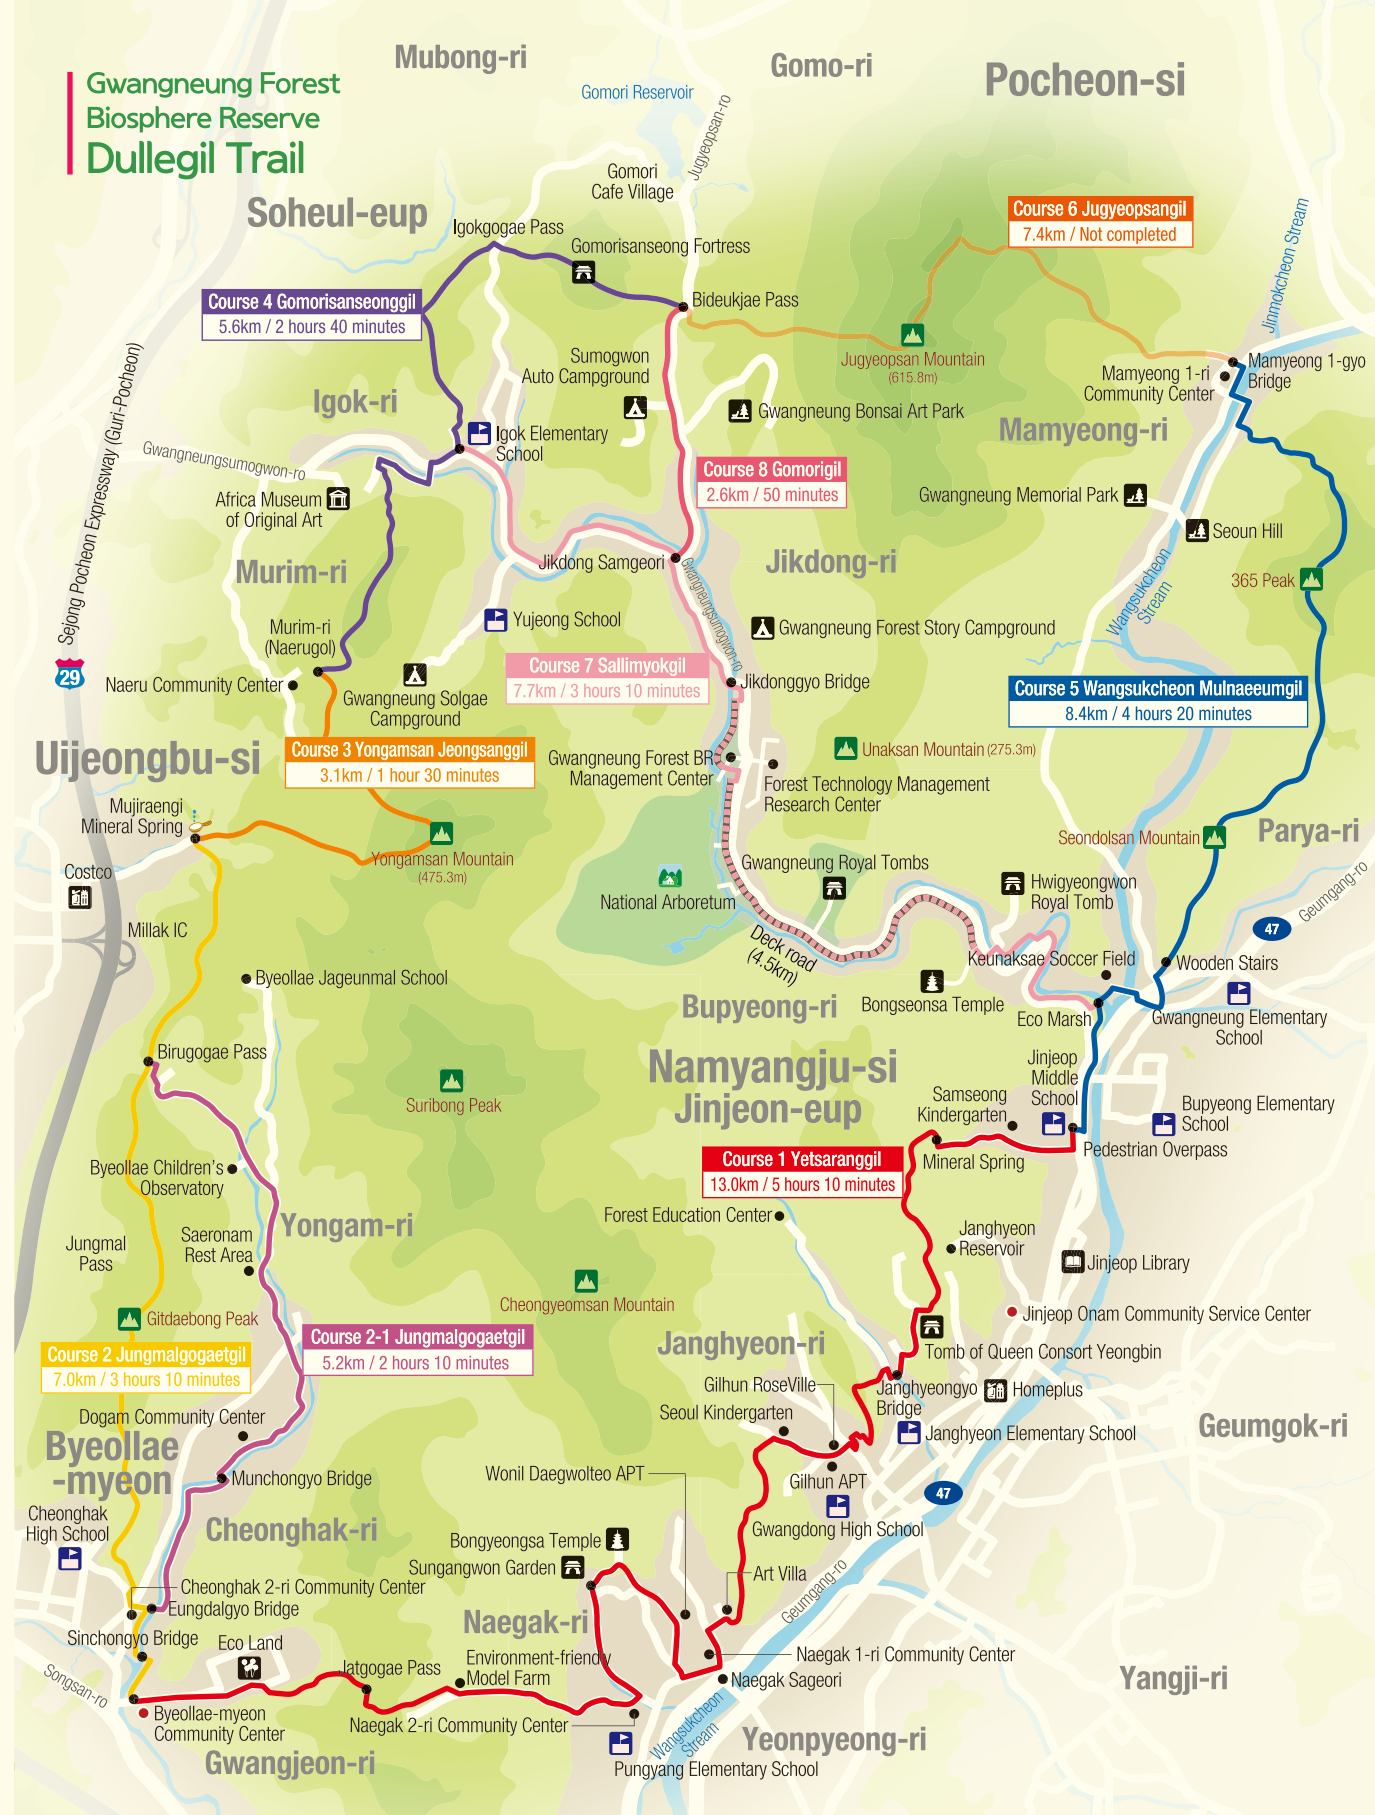 Gwangneung Forest
Biosphere Reserve
Dullegil Trail
Mubong-ri
Gomo-ri
Pocheon-si
Gomori Reservoir
Jugyeopsan-ro
Gomori
Cafe Village
Soheul-eup
Igokgogae Pass
Gomorisanseong Fortress
Course 6 Jugyeopsangil
7.4km / Not completed
Jinmokcheon Stream
Course 4 Gomorisanseonggil
5.6km / 2 hours 40 minutes
Bideukjae Pass
Sumogwon
Auto Campground
Jugyeopsan Mountain
(615.8m)
Mamyeong 1-ri
Community Center
Mamyeong 1-gyo
Bridge
Sejong Pocheon Expressway (Guri-Pocheon)
Igok-ri
Gwangneung Bonsai Art Park
Mamyeong-ri
Igok Elementary
School
Gwangneungsumogwon-ro
Course 8 Gomorigil
2.6km / 50 minutes
Africa Museum
of Original Art
Gwangneung Memorial Park
Seoun Hill
Murim-ri
Jikdong Samgeori
Gwangneungsumogwon-ro
Jikdong-ri
Wangsukcheon
Stream
365 Peak
Murim-ri
(Naerugol)
Yujeong School
Gwangneung Forest Story Campground
29
Naeru Community Center
Gwangneung Solgae
Campground
Course 7 Sallimyokgil
7.7km / 3 hours 10 minutes
Jikdonggyo Bridge
Course 5 Wangsukcheon Mulnaeeumgil
8.4km / 4 hours 20 minutes
Uijeongbu-si
Course 3 Yongamsan Jeongsanggil
3.1km / 1 hour 30 minutes
Gwangneung Forest BR
Management Center
Unaksan Mountain (275.3m)
Forest Technology Management
Research Center
Mujiraengi
Mineral Spring
Seondolsan Mountain
Parya-ri
Costco
Yongamsan Mountain
(475.3m)
Gwangneung Royal Tombs
National Arboretum
Hwigyeongwon
Royal Tomb
Geumgang-ro
Millak IC
47
Deck road
(4.5km)
Keunaksae Soccer Field
Wooden Stairs
Byeollae Jageunmal School
Bupyeong-ri
Bongseonsa Temple
Eco Marsh
Gwangneung Elementary
School
Birugogae Pass
Namyangju-si
Jinjeon-eup
Jinjeop
Middle
School
Suribong Peak
Samseong
Kindergarten
Bupyeong Elementary
School
Mineral Spring
Pedestrian Overpass
Byeollae Children's
Observatory
Course 1 Yetsaranggil
13.0km / 5 hours 10 minutes
Forest Education Center
Yongam-ri
Jungmal
Pass
Saeronam
Rest Area
Janghyeon
Reservoir
Jinjeop Library
Cheongyeomsan Mountain
Gitdaebong Peak
Jinjeop Onam Community Service Center
Course 2-1 Jungmalgogaetgil
5.2km / 2 hours 10 minutes
Janghyeon-ri
Tomb of Queen Consort Yeongbin
Course 2 Jungmalgogaetgil
7.0km / 3 hours 10 minutes
Gilhun RoseVille
Janghyeongyo
Bridge
Homeplus
Dogam Community Center
Seoul Kindergarten
Janghyeon Elementary School
Geumgok-ri
Byeollae
-myeon
Munchongyo Bridge
Wonil Daegwolteo APT
Gilhun APT
47
Cheonghak
High School
Cheonghak-ri
Gwangdong High School
Bongyeongsa Temple
Sungangwon Garden
Art Villa
Geumgang-ro
Cheonghak 2-ri Community Center
Eungdalgyo Bridge
Naegak-ri
Sinchongyo Bridge
Eco Land
Environment-friendly
Model Farm
Naegak 1-ri Community Center
Jatgogae Pass
Naegak Sageori
Yangji-ri
Songsan-ro
Byeollae-myeon
Community Center
Naegak 2-ri Community Center
Wangsukcheon
Stream
Yeonpyeong-ri
Gwangjeon-ri
Pungyang Elementary School